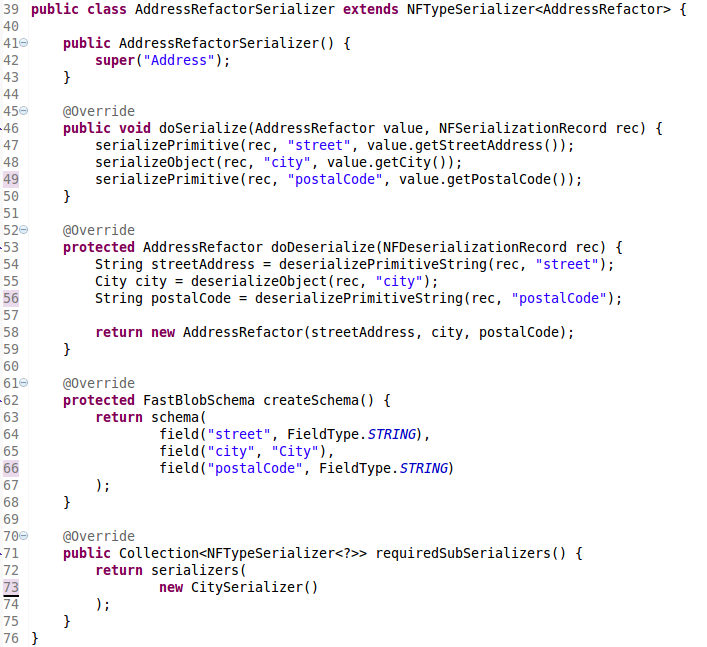 39 public class AddressRefactorSerializer extends NFTypeSerializer<AddressRefactor> {
40
41 public AddressRefactorSerializer() {
42 super("Address");
43 }
44
45 @Override
46 public void doSerialize(AddressRefactor value, NFSerializationRecord rec) {
47 serializePrimitive(rec, "street", value.getStreetAddress());
48 serializeObject(rec, "city", value.getCity());
49 serializePrimitive(rec, "postalCode", value.getPostalCode());
50 }
51
52 @Override
53 protected AddressRefactor doDeserialize(NFDeserializationRecord rec) {
54 String streetAddress = deserializePrimitiveString(rec, "street");
55 City city = deserializeObject(rec, "city");
56 String postalCode = deserializePrimitiveString(rec, "postalCode");
57
58 return new AddressRefactor(streetAddress, city, postalCode);
59 }
60
61 @Override
62 protected FastBlobSchema createSchema() {
63 return schema(
64 field("street", FieldType.STRING),
65 field("city", "City"),
66 field("postalCode", FieldType.STRING)
67 );
68 }
69
70 @Override
71 public Collection<NFTypeSerializer<?>> requiredSubSerializers() {
72 return serializers(
73 new CitySerializer()
74 );
75 }
76 }